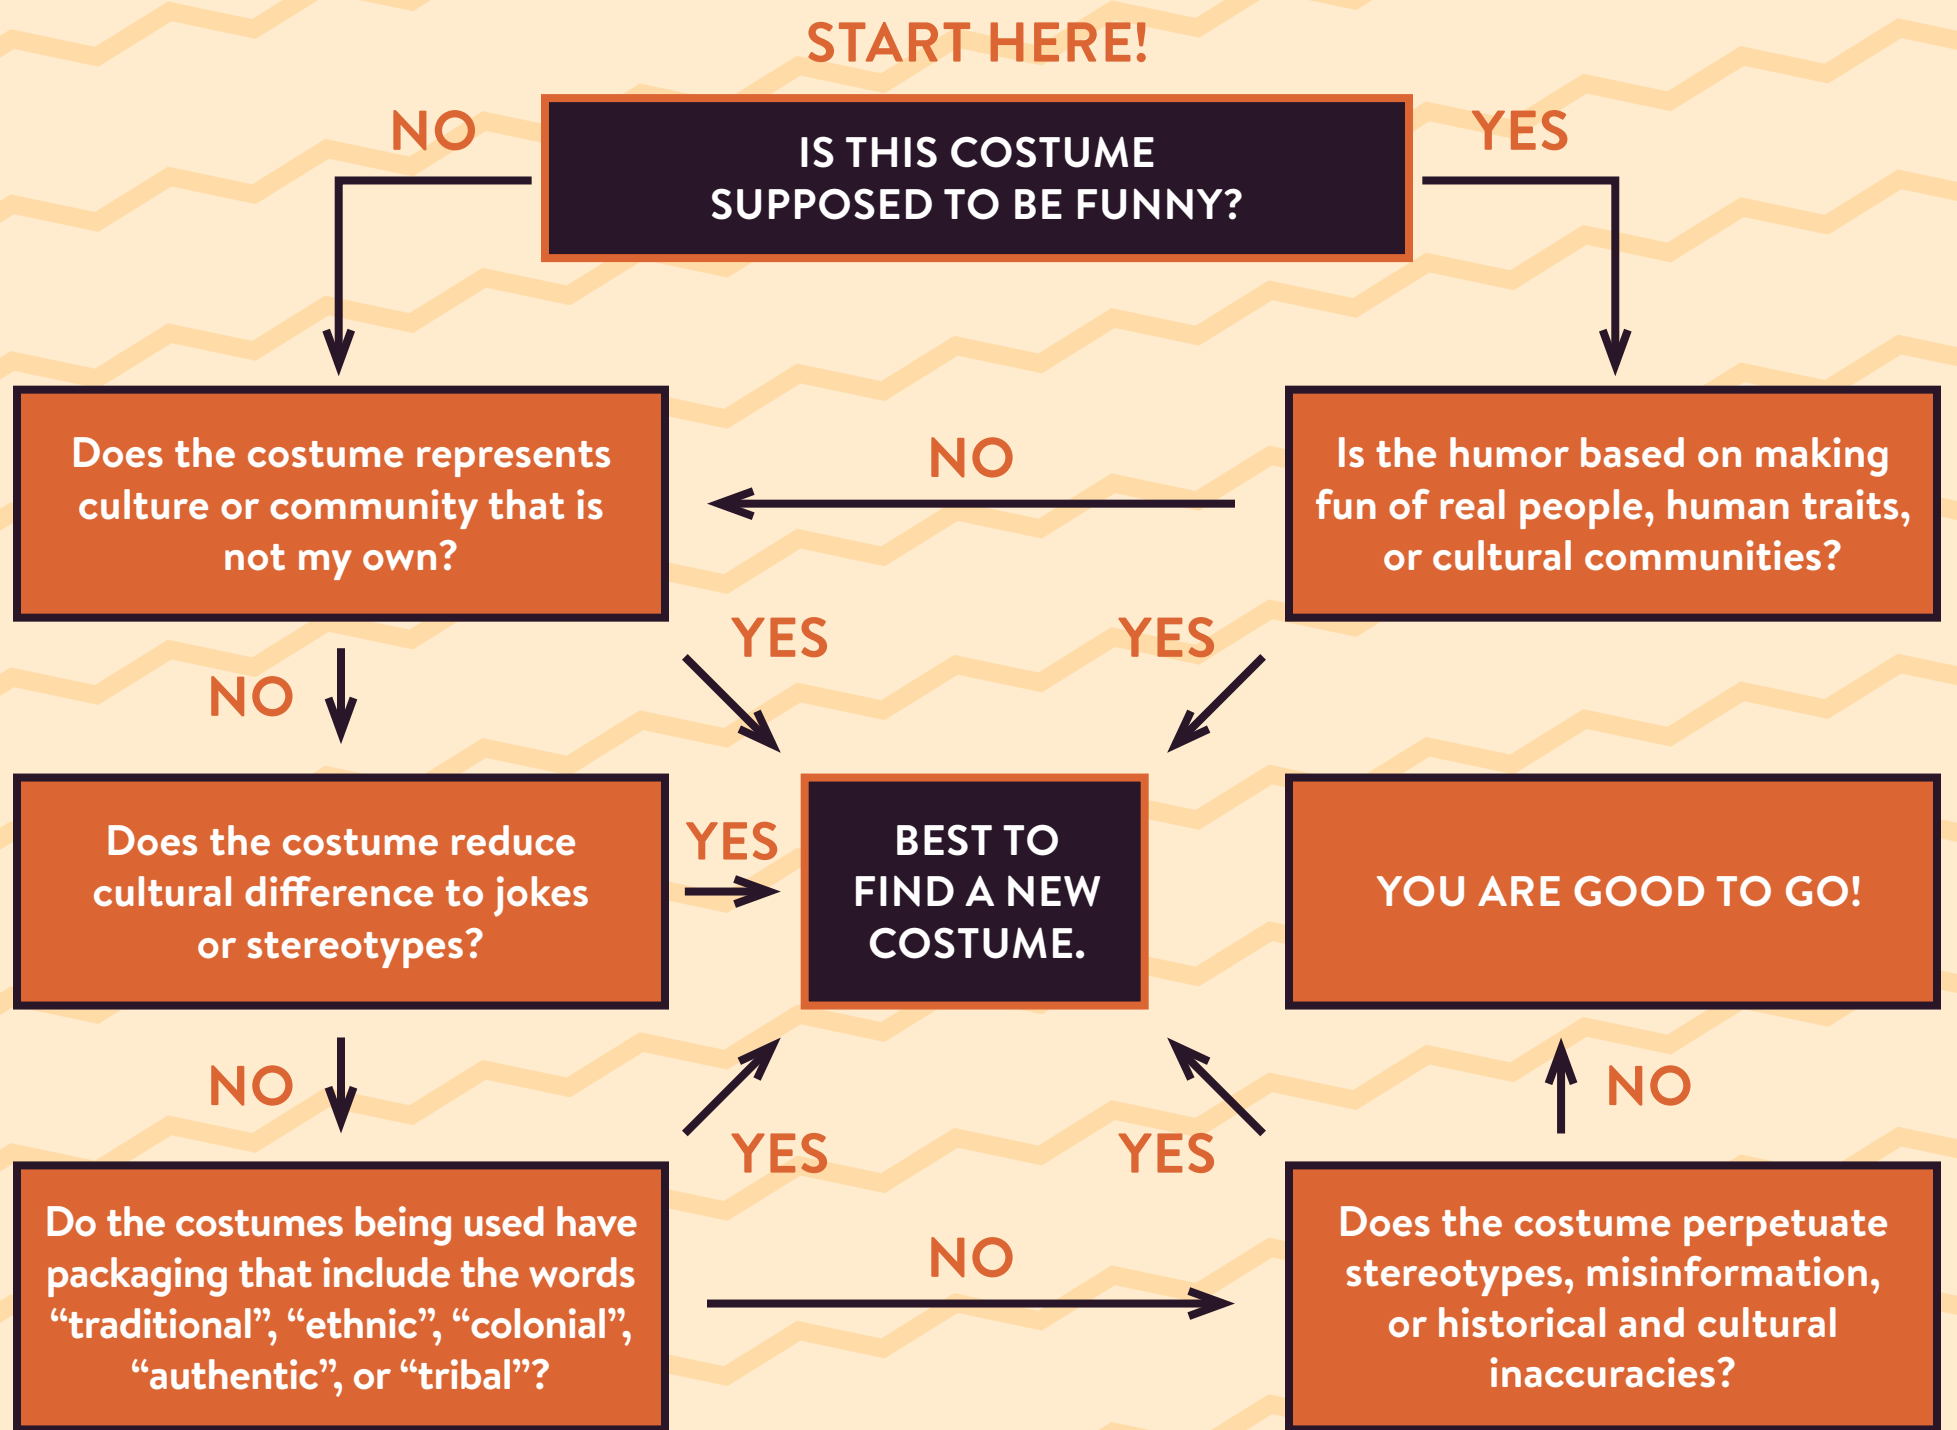 START HERE!
NO
IS THIS COSTUME
SUPPOSED TO BE FUNNY?
YES
Does the costume represents
culture or community that is
not my own?
NO
Is the humor based on making
fun of real people, human traits,
or cultural communities?
YES
YES
NO
Does the costume reduce
cultural difference to jokes
or stereotypes?
YES
BEST TO
FIND A NEW
COSTUME.
YOU ARE GOOD TO GO!
NO
NO
YES
YES
Do the costumes being used have
packaging that include the words
“traditional”, “ethnic”, “colonial”,
“authentic”, or “tribal”?
NO
Does the costume perpetuate
stereotypes, misinformation,
or historical and cultural
inaccuracies?